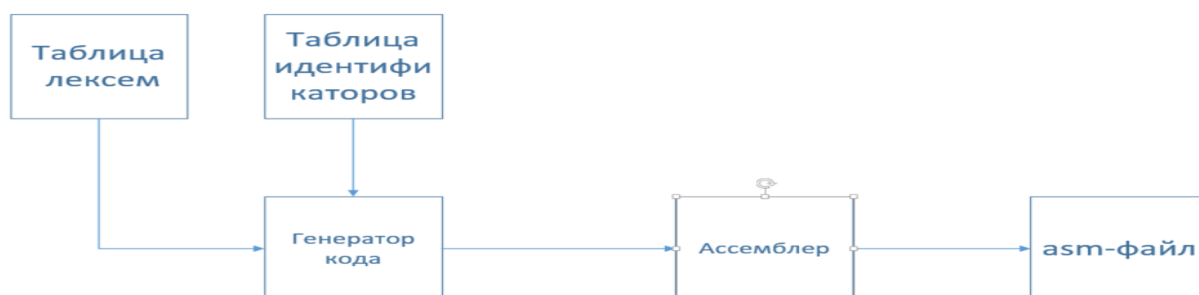 Таблица
лексем
Таблица
идентифи
каторов
Генератор
кода
Ассемблер
asm-файл